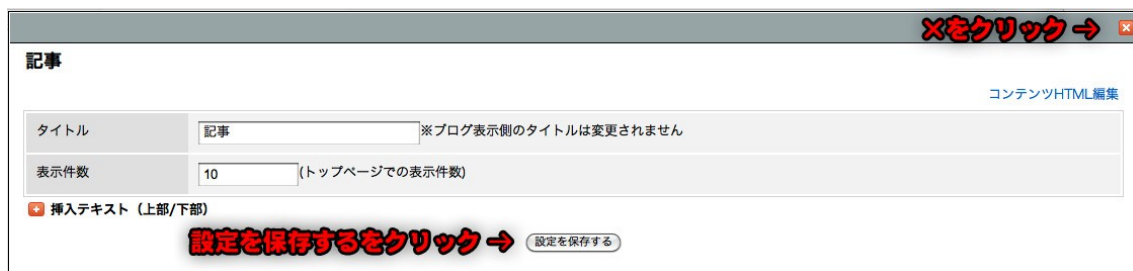 ×をクリック→
記事
コンテンツHTML編集
タイトル 記事 ※ブログ表示側のタイトルは変更されません
表示件数 10 (トップページでの表示件数)
挿入テキスト（上部/下部）
設定を保存するをクリック→ 設定を保存する